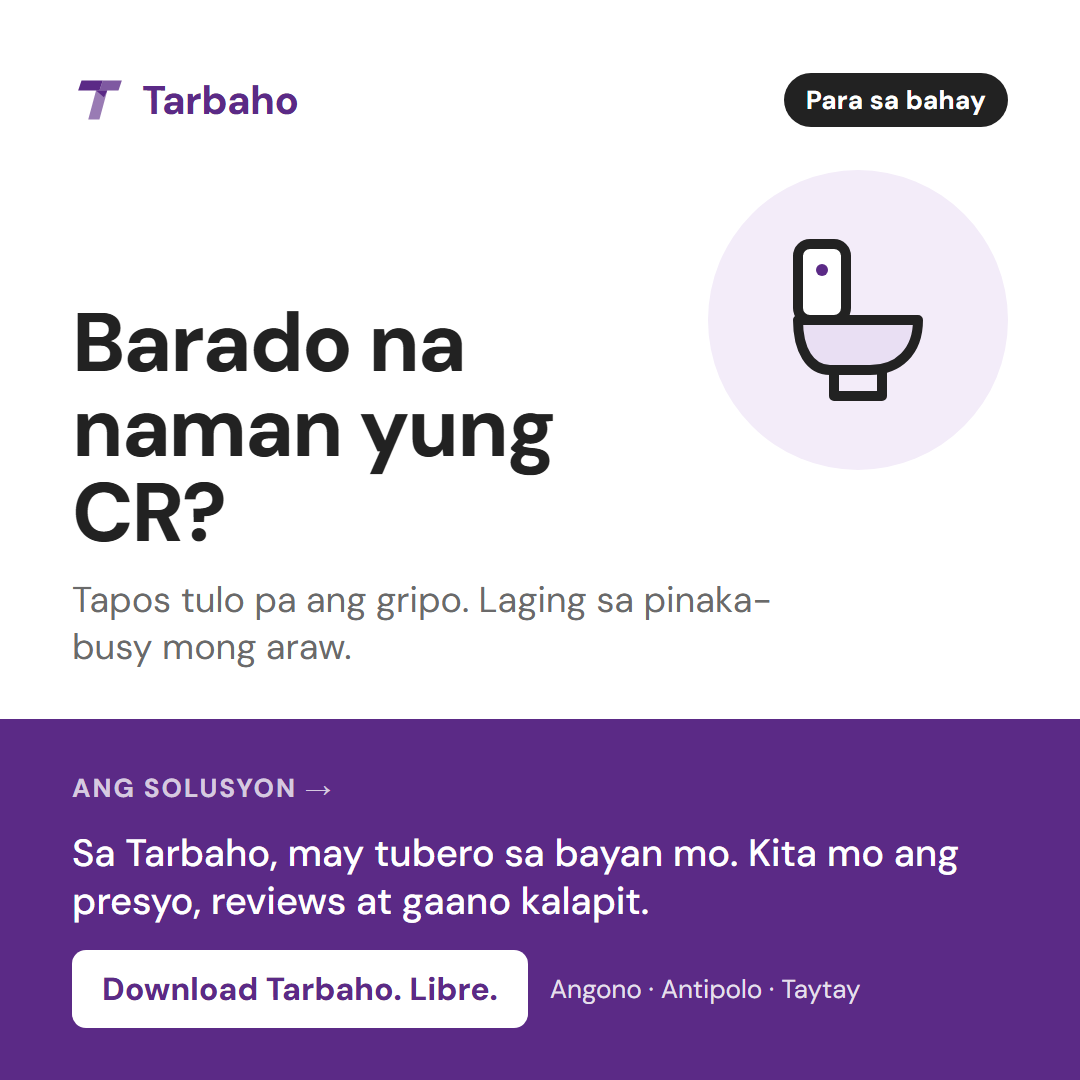 Tarbaho
Para sa bahay
Barado na
naman yung
CR?
Tapos tulo pa ang gripo. Laging sa pinaka-
busy mong araw.
ANG SOLUSYON →
Sa Tarbaho, may tubero sa bayan mo. Kita mo ang
presyo, reviews at gaano kalapit.
Download Tarbaho. Libre.
Angono · Antipolo · Taytay